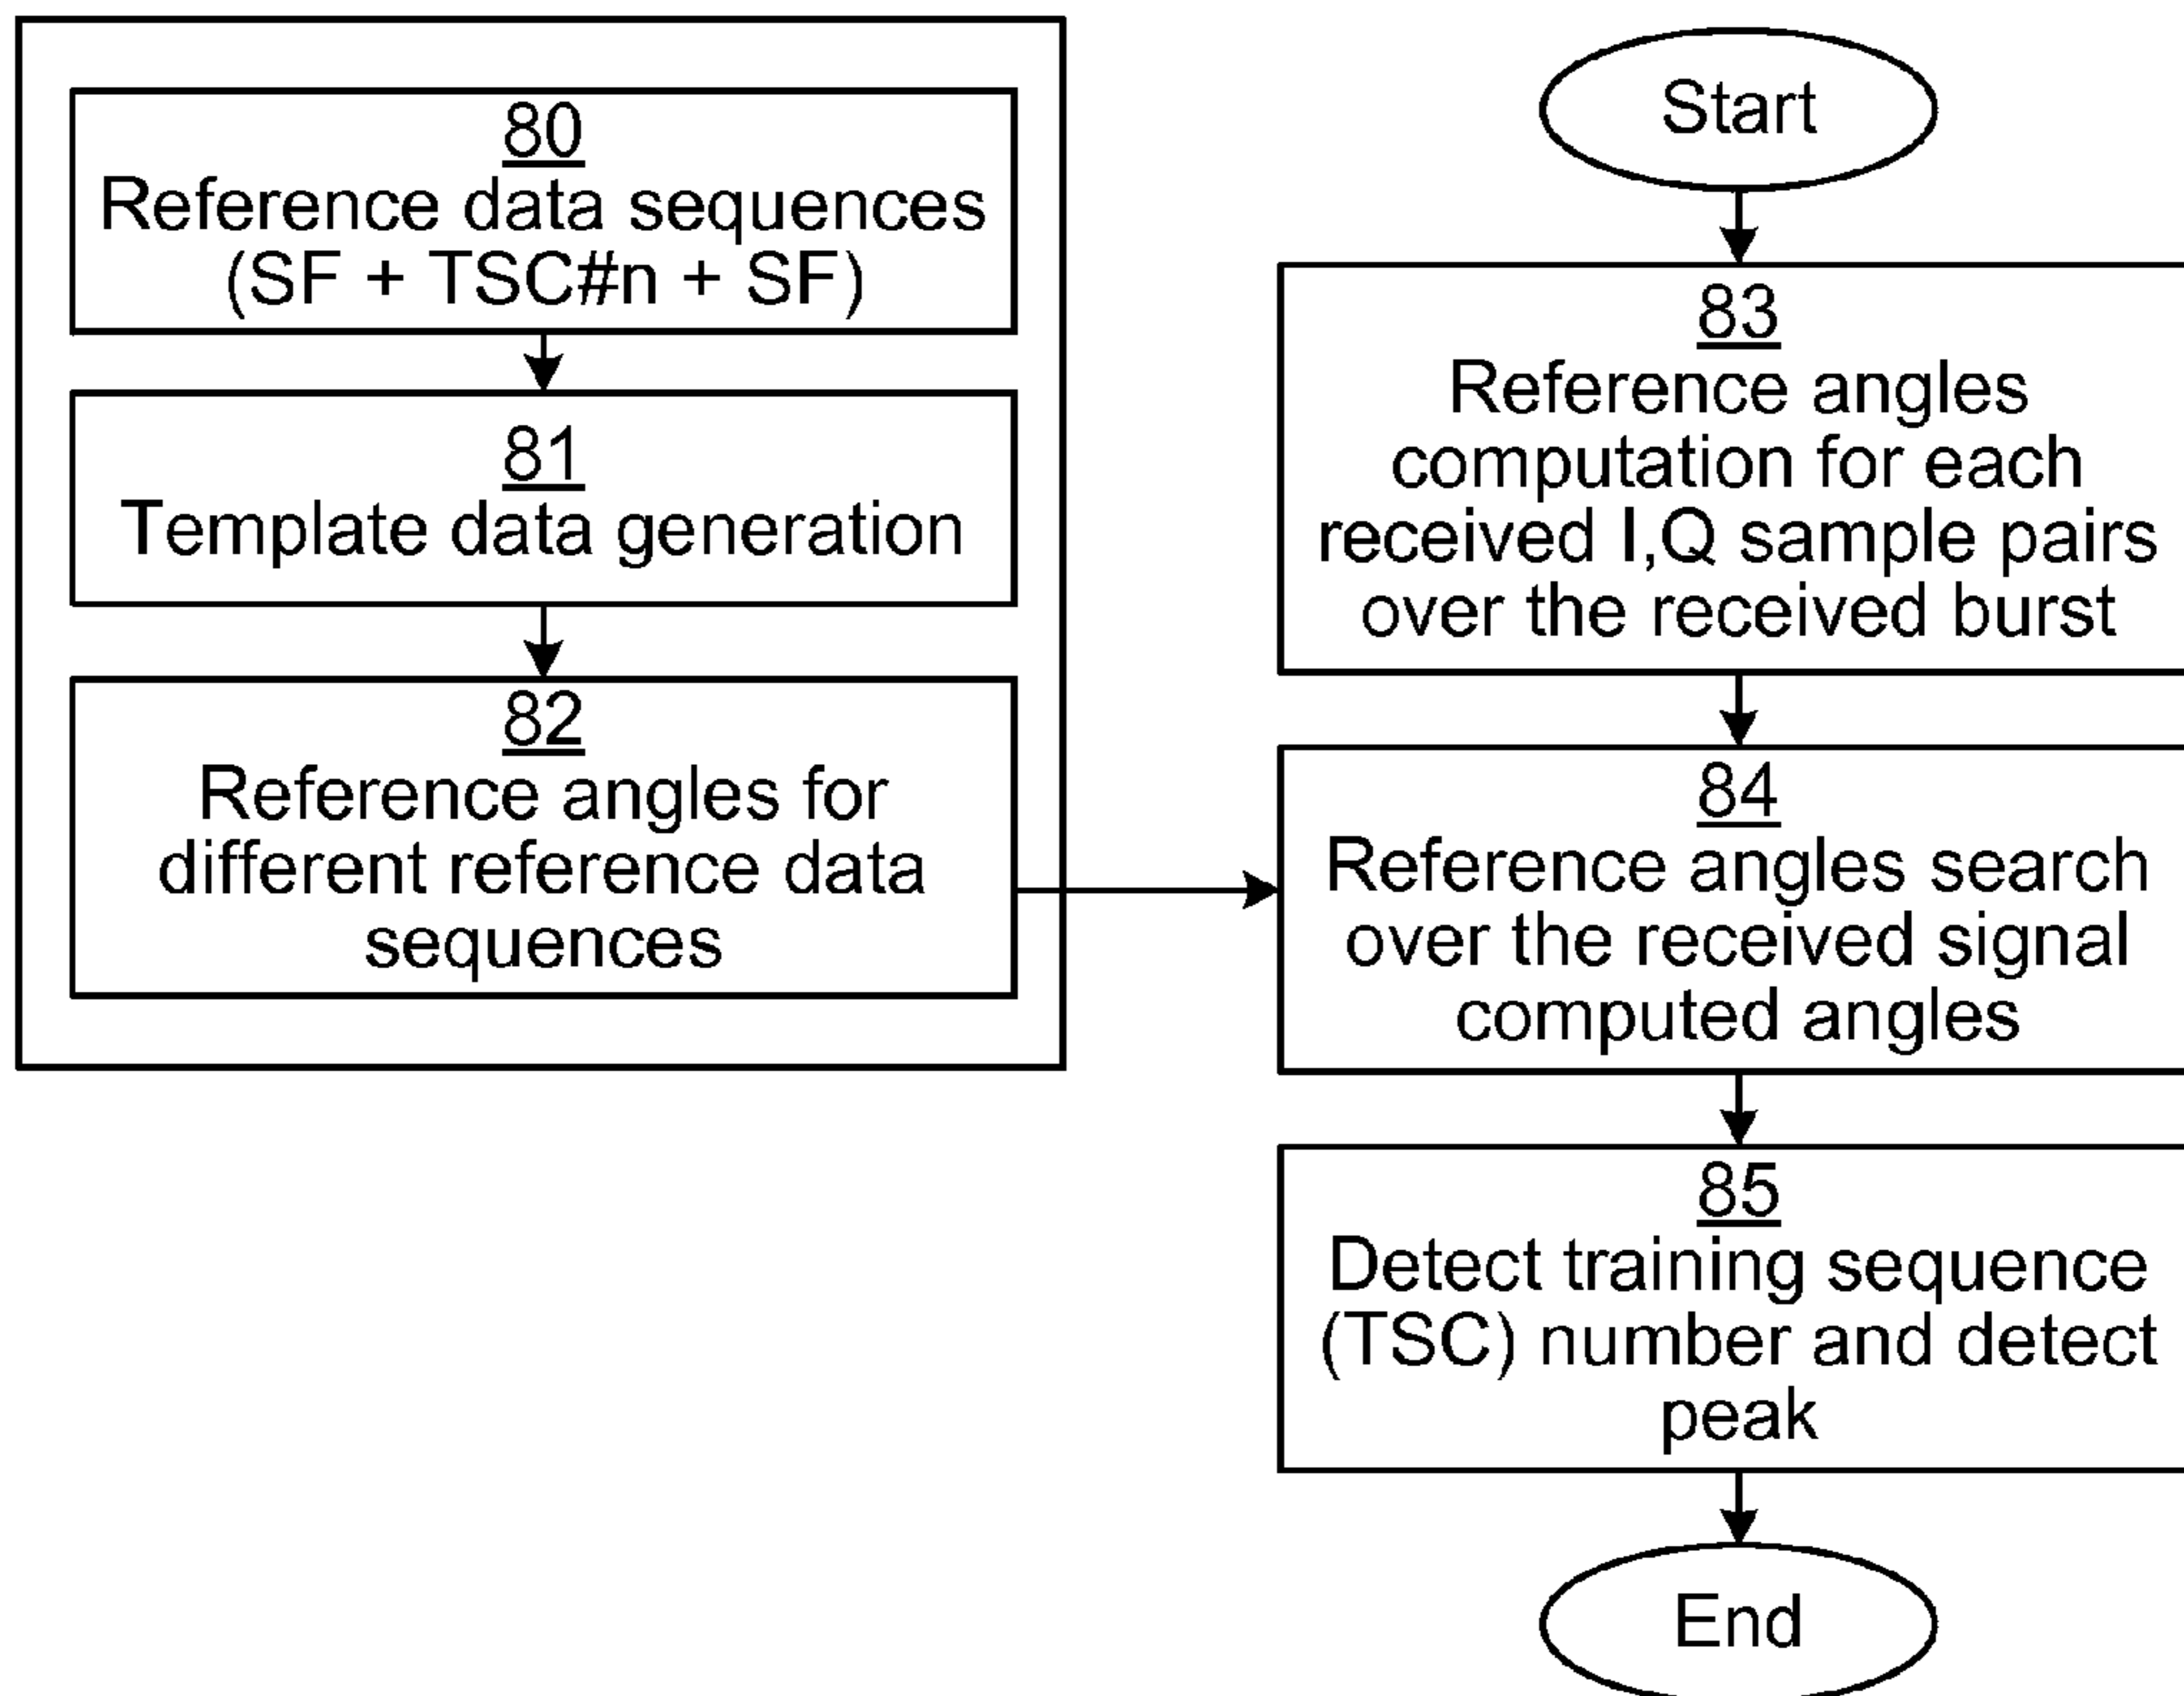 80
Reference data sequences
(SF + TSC#n + SF)
81
Template data generation
82
Reference angles for
different reference data
sequences
Start
83
Reference angles
computation for each
received I,Q sample pairs
over the received burst
84
Reference angles search
over the received signal
computed angles
85
Detect training sequence
(TSC) number and detect
peak
End